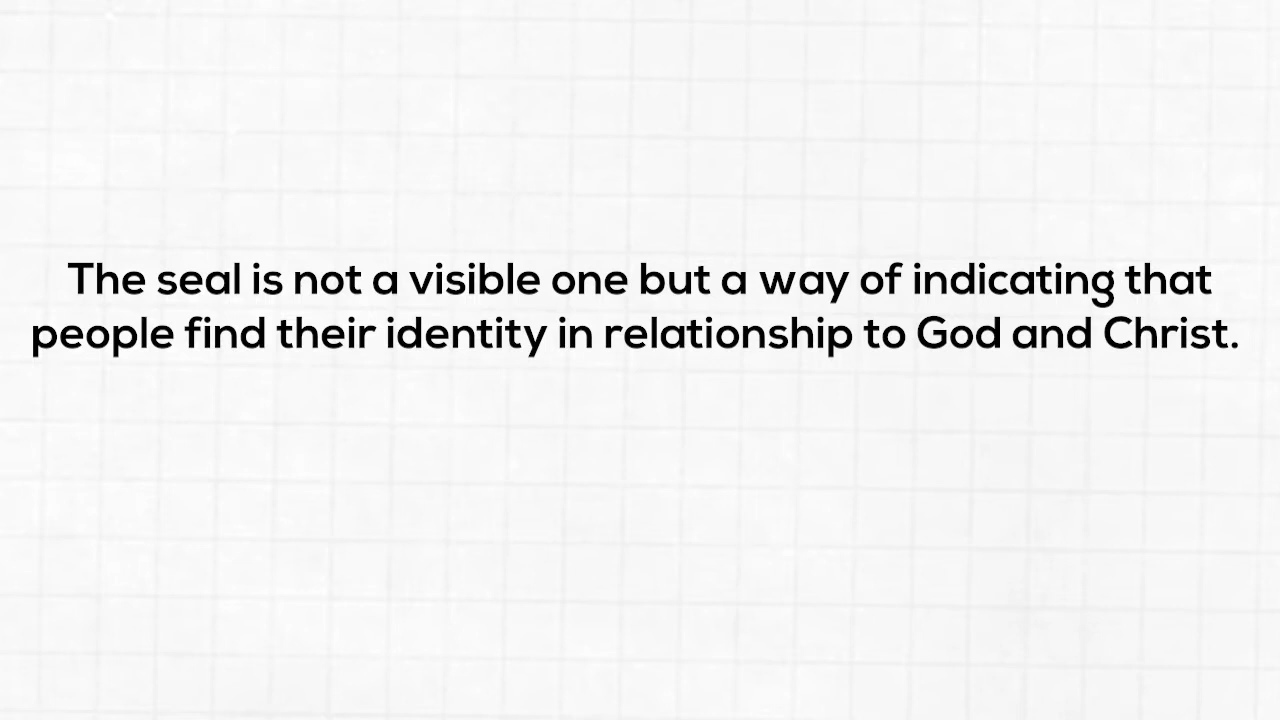 The seal is not a visible one but a way of indicating that
people find their identity in relationship to God and Christ.